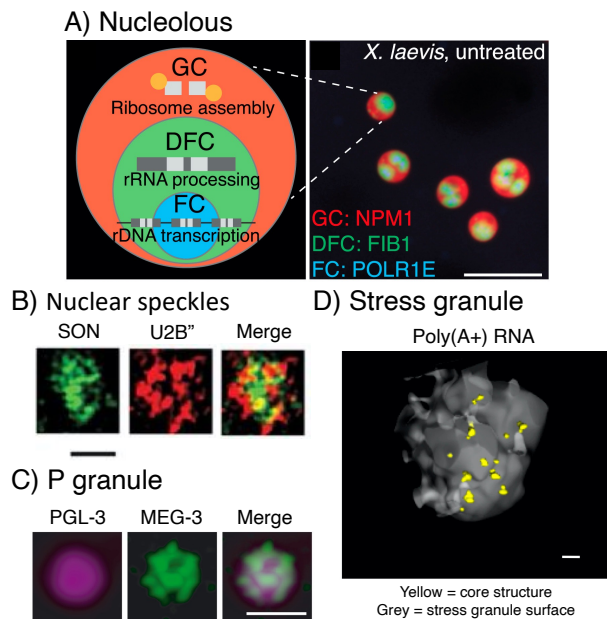 A) Nucleolous
GC
Ribosome assembly
DFC
rRNA processing
FC
rDNA transcription
X. laevis, untreated
GC: NPM1
DFC: FIB1
FC: POLR1E
B) Nuclear speckles
SON U2B” Merge
C) P granule
PGL-3 MEG-3 Merge
D) Stress granule
Poly(A+) RNA
Yellow = core structure
Grey = stress granule surface